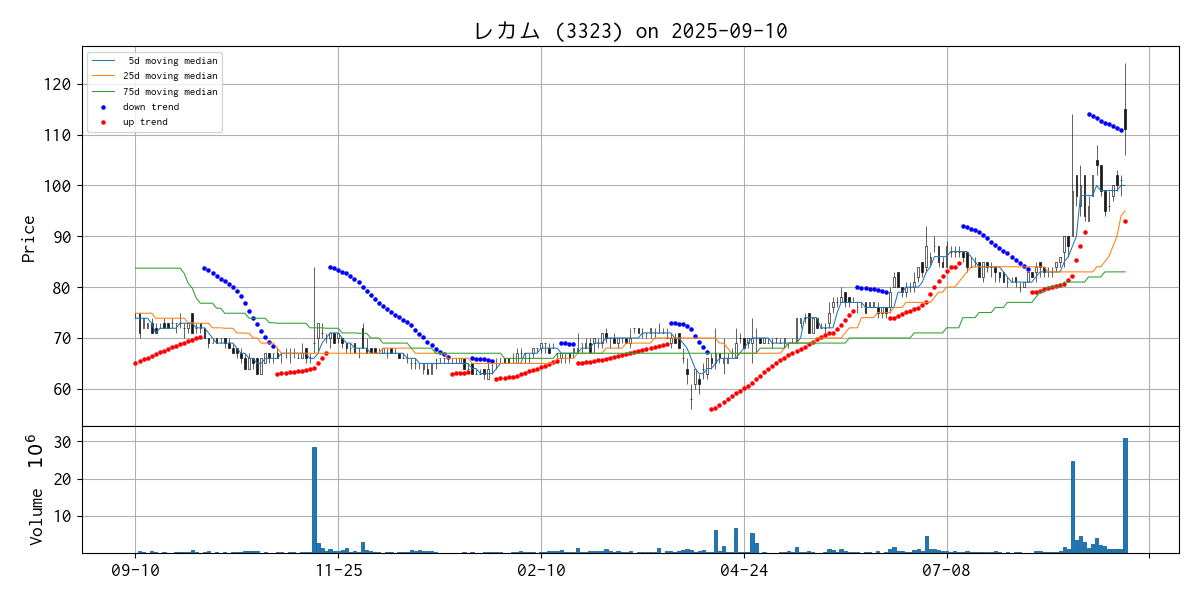 レカム (3323) on 2025-09-10
5d moving median
25d moving median
75d moving median
down trend
up trend
Price
120
110
100
90
80
70
60
Volume 10^6
30
20
10
09-10
11-25
02-10
04-24
07-08